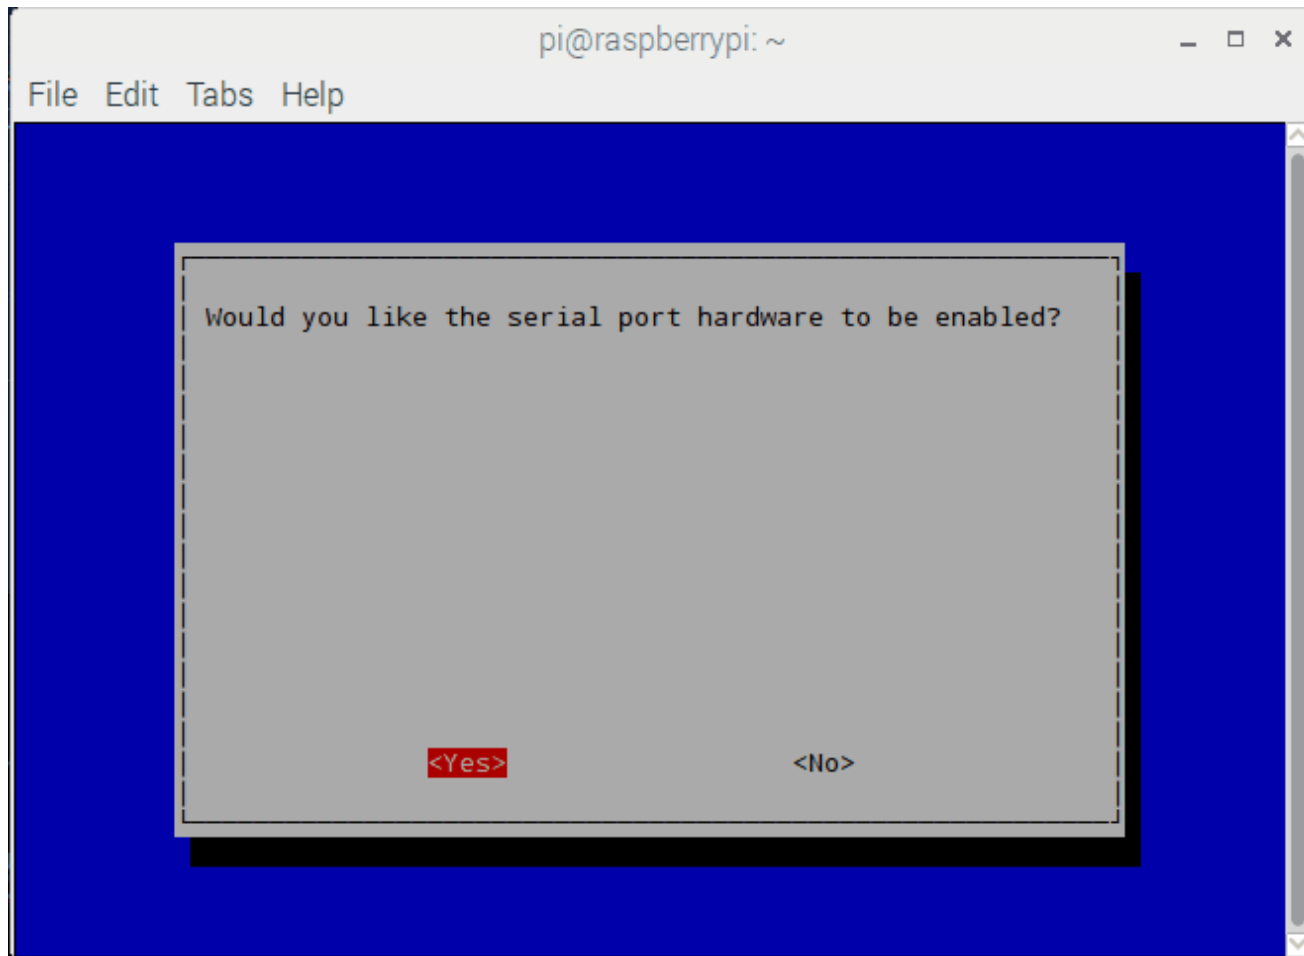 pi@raspberrypi: ~
File Edit Tabs Help
Would you like the serial port hardware to be enabled?
<Yes> <No>